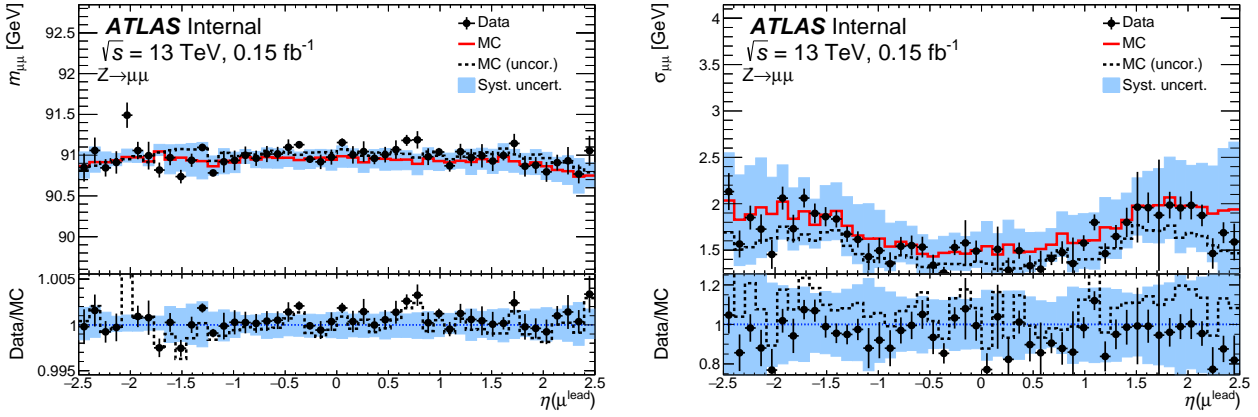 ATLAS Internal
√s = 13 TeV, 0.15 fb⁻¹
Z→μμ
Data
MC
MC (uncor.)
Syst. uncert.
m_μμ [GeV]
92.5
92
91.5
91
90.5
90
Data/MC
1.005
1
0.995
−2.5 −2 −1.5 −1 −0.5 0 0.5 1 1.5 2 2.5
η(μ^lead)
ATLAS Internal
√s = 13 TeV, 0.15 fb⁻¹
Z→μμ
Data
MC
MC (uncor.)
Syst. uncert.
σ_μμ [GeV]
4
3.5
3
2.5
2
1.5
Data/MC
1.2
1
0.8
−2.5 −2 −1.5 −1 −0.5 0 0.5 1 1.5 2 2.5
η(μ^lead)